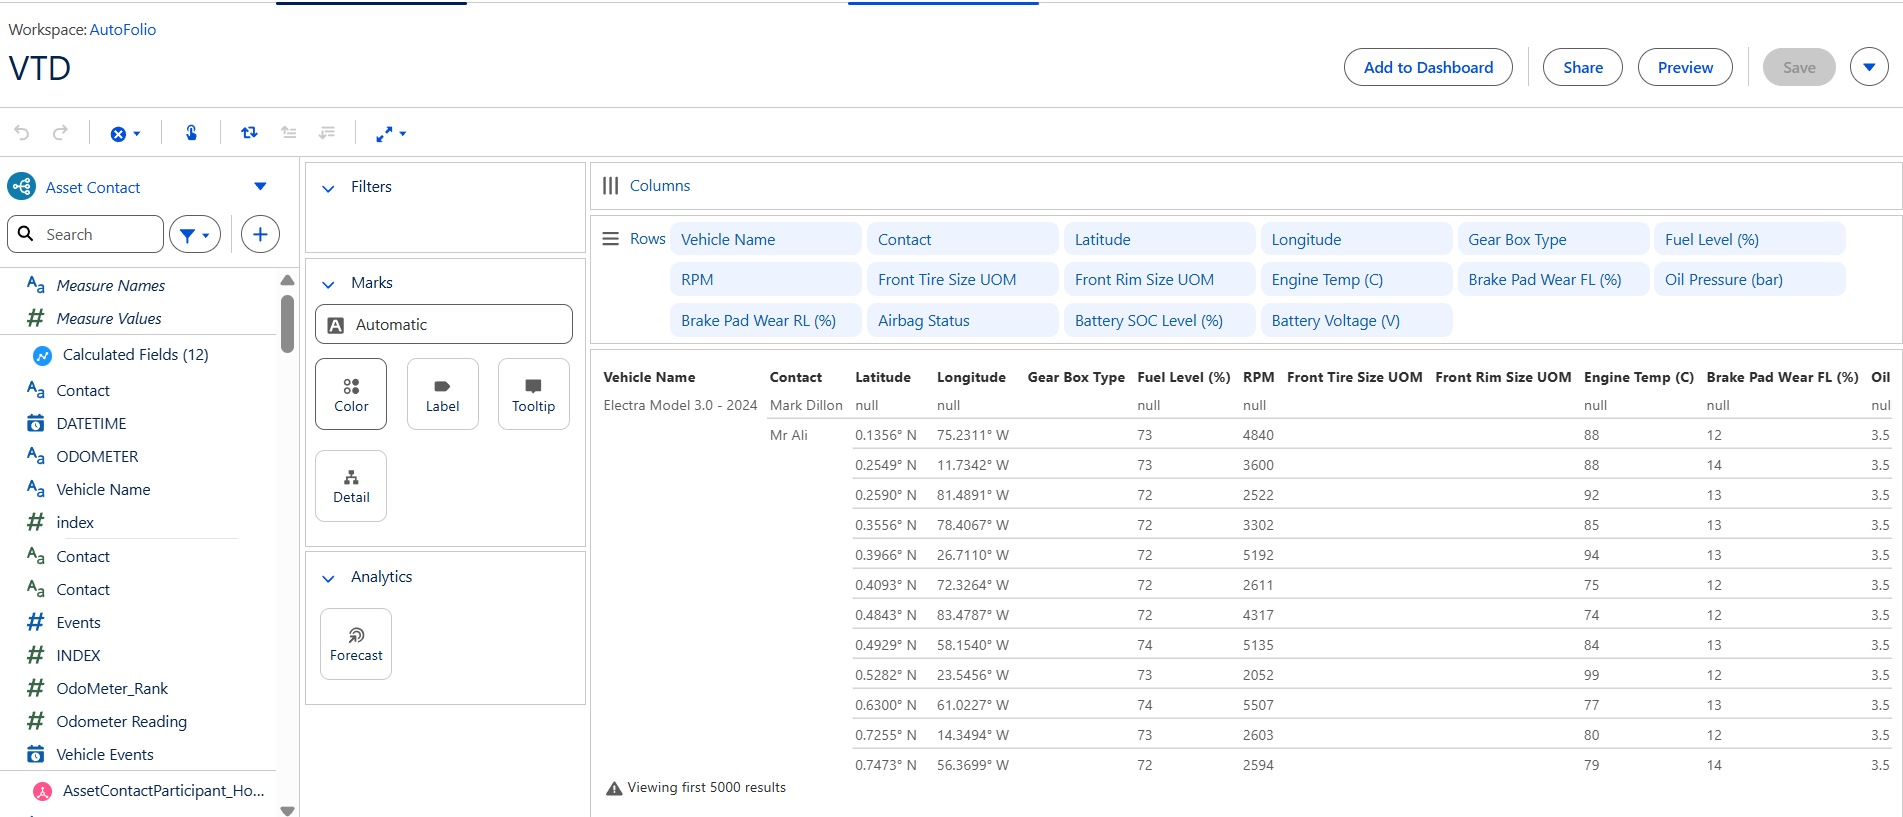 Workspace: AutoFolio
VTD
Add to Dashboard
Share
Preview
Save
Asset Contact
Search
Measure Names
Measure Values
Calculated Fields (12)
Contact
DATETIME
ODOMETER
Vehicle Name
index
Contact
Contact
Events
INDEX
OdoMeter_Rank
Odometer Reading
Vehicle Events
AssetContactParticipant_Ho...
Filters
Marks
Automatic
Color Label Tooltip
Detail
Analytics
Forecast
Columns
Rows Vehicle Name Contact Latitude Longitude Gear Box Type Fuel Level (%)
RPM Front Tire Size UOM Front Rim Size UOM Engine Temp (C) Brake Pad Wear FL (%) Oil Pressure (bar)
Brake Pad Wear RL (%) Airbag Status Battery SOC Level (%) Battery Voltage (V)
Vehicle Name Contact Latitude Longitude Gear Box Type Fuel Level (%) RPM Front Tire Size UOM Front Rim Size UOM Engine Temp (C) Brake Pad Wear FL (%) Oil
Electra Model 3.0 - 2024 Mark Dillon null null null null null null nul
Mr Ali 0.1356° N 75.2311° W 73 4840 88 12 3.5
0.2549° N 11.7342° W 73 3600 88 14 3.5
0.2590° N 81.4891° W 72 2522 92 13 3.5
0.3556° N 78.4067° W 72 3302 85 13 3.5
0.3966° N 26.7110° W 72 5192 94 13 3.5
0.4093° N 72.3264° W 72 2611 75 12 3.5
0.4843° N 83.4787° W 72 4317 74 12 3.5
0.4929° N 58.1540° W 74 5135 84 13 3.5
0.5282° N 23.5456° W 73 2052 99 12 3.5
0.6300° N 61.0227° W 74 5507 77 13 3.5
0.7255° N 14.3494° W 73 2603 80 12 3.5
0.7473° N 56.3699° W 72 2594 79 14 3.5
Viewing first 5000 results